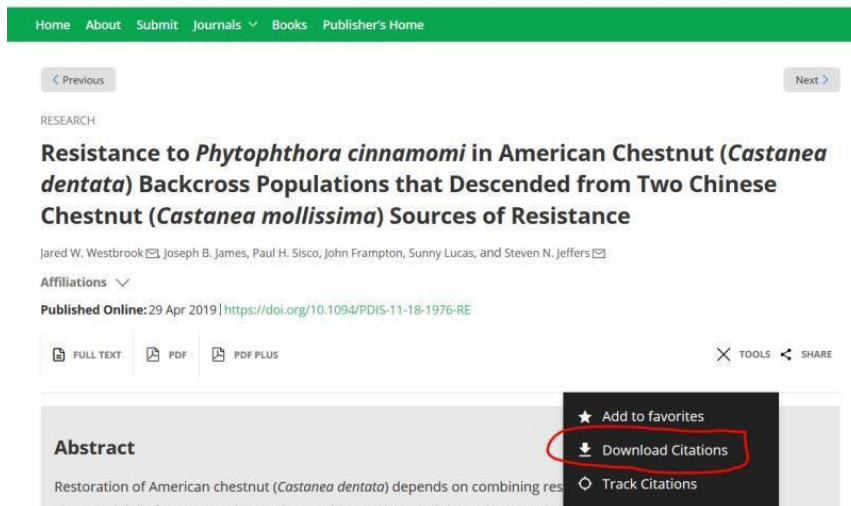 Home About Submit Journals Books Publisher's Home
Previous Next
RESEARCH
Resistance to Phytophthora cinnamomi in American Chestnut (Castanea
dentata) Backcross Populations that Descended from Two Chinese
Chestnut (Castanea mollissima) Sources of Resistance
Jared W. Westbrook, Joseph B. James, Paul H. Sisco, John Frampton, Sunny Lucas, and Steven N. Jeffers
Affiliations
Published Online: 29 Apr 2019 | https://doi.org/10.1094/PDIS-11-18-1976-RE
FULL TEXT PDF PDF PLUS TOOLS SHARE
Add to favorites
Abstract
Download Citations
Restoration of American chestnut (Castanea dentata) depends on combining res
Track Citations